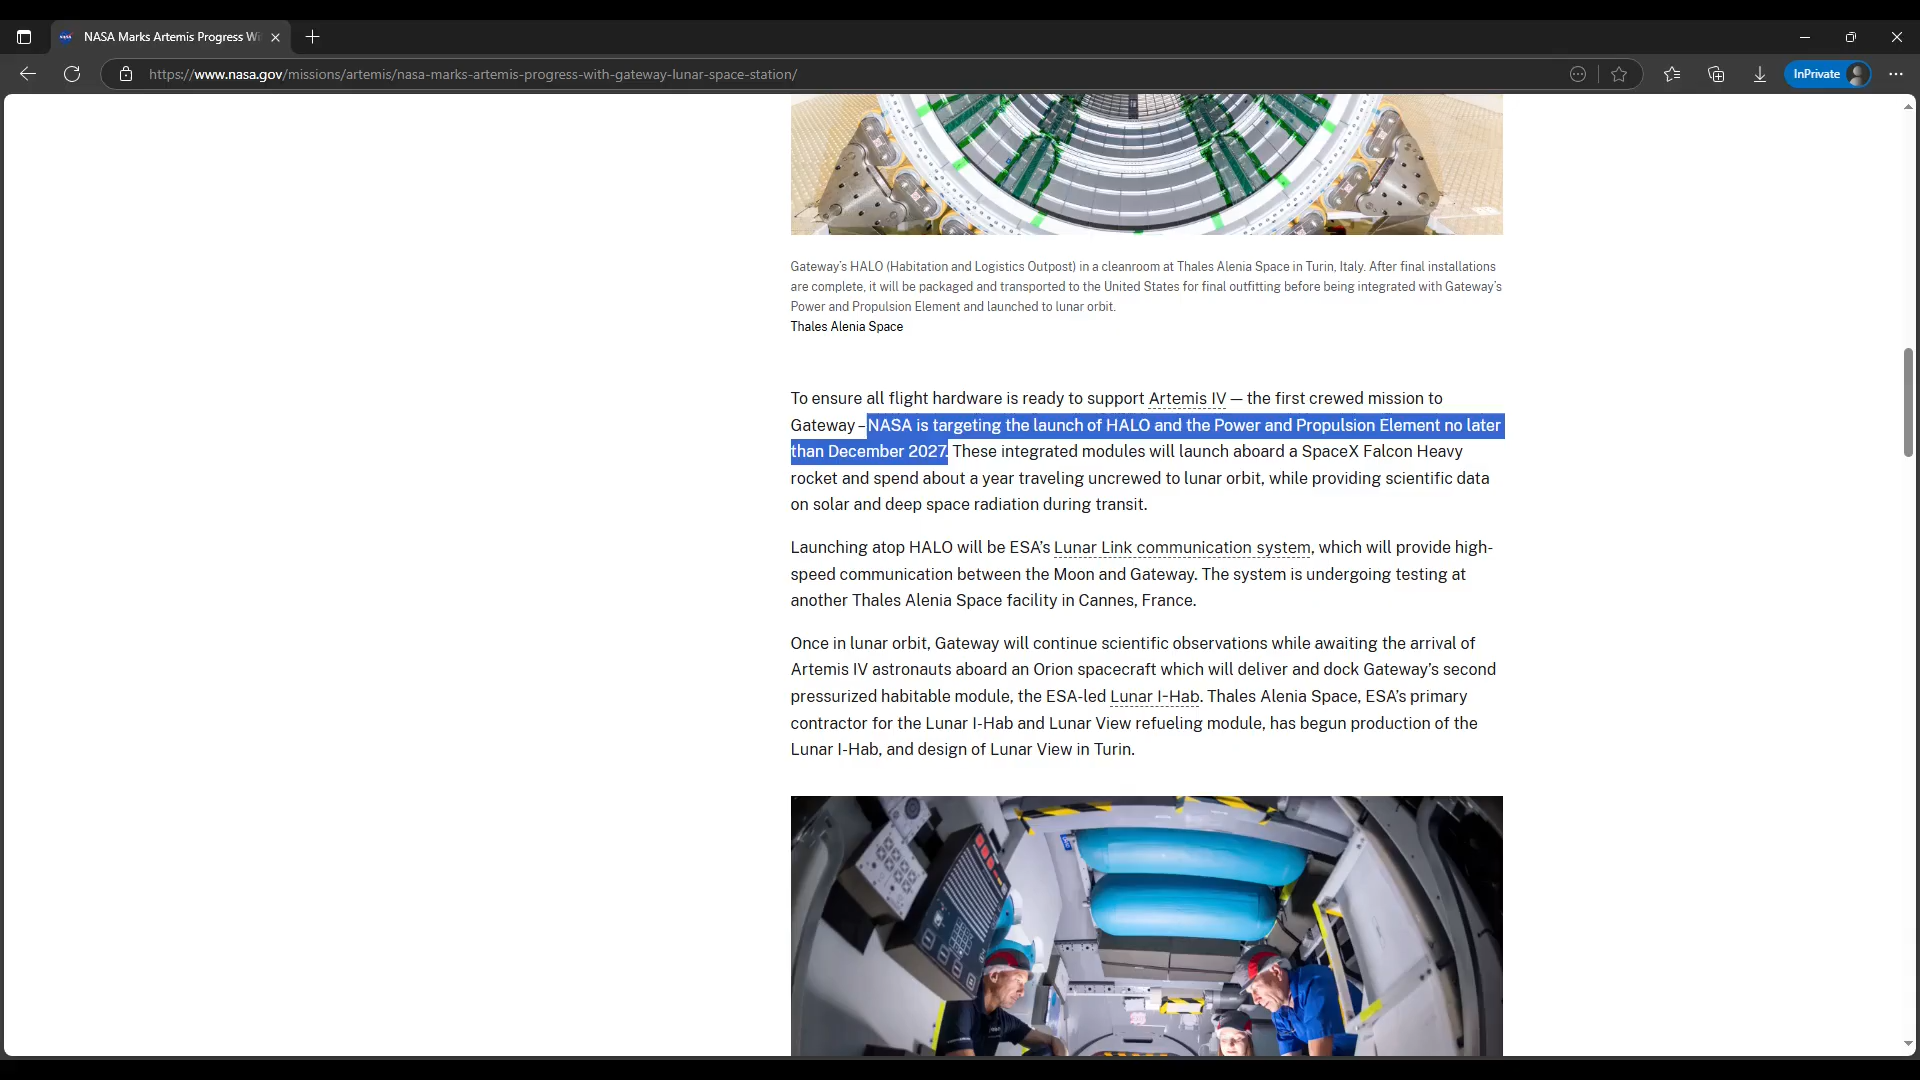 NASA Marks Artemis Progress Wi
https://www.nasa.gov/missions/artemis/nasa-marks-artemis-progress-with-gateway-lunar-space-station/
InPrivate
Gateway’s HALO (Habitation and Logistics Outpost) in a cleanroom at Thales Alenia Space in Turin, Italy. After final installations
are complete, it will be packaged and transported to the United States for final outfitting before being integrated with Gateway’s
Power and Propulsion Element and launched to lunar orbit.
Thales Alenia Space
To ensure all flight hardware is ready to support Artemis IV — the first crewed mission to
Gateway – NASA is targeting the launch of HALO and the Power and Propulsion Element no later
than December 2027. These integrated modules will launch aboard a SpaceX Falcon Heavy
rocket and spend about a year traveling uncrewed to lunar orbit, while providing scientific data
on solar and deep space radiation during transit.
Launching atop HALO will be ESA’s Lunar Link communication system, which will provide high-
speed communication between the Moon and Gateway. The system is undergoing testing at
another Thales Alenia Space facility in Cannes, France.
Once in lunar orbit, Gateway will continue scientific observations while awaiting the arrival of
Artemis IV astronauts aboard an Orion spacecraft which will deliver and dock Gateway’s second
pressurized habitable module, the ESA-led Lunar I-Hab. Thales Alenia Space, ESA’s primary
contractor for the Lunar I-Hab and Lunar View refueling module, has begun production of the
Lunar I-Hab, and design of Lunar View in Turin.